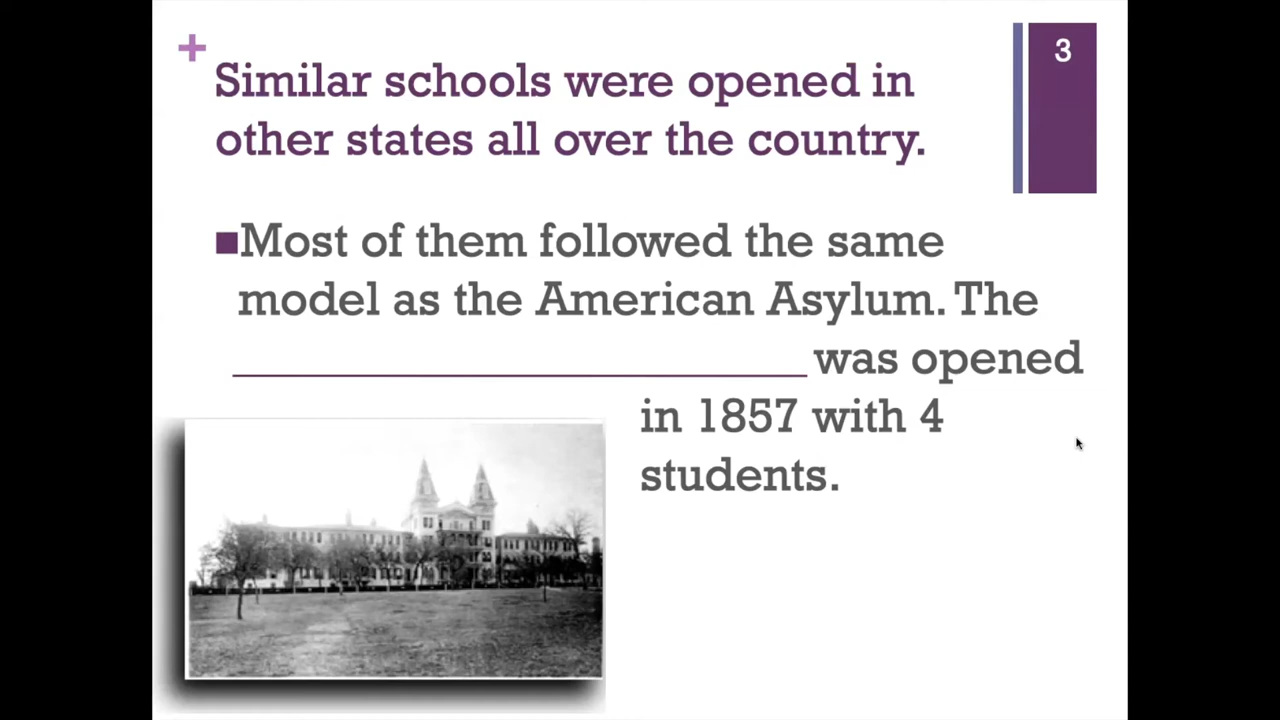 +
3
Similar schools were opened in
other states all over the country.
■Most of them followed the same
model as the American Asylum. The
____________________ was opened
in 1857 with 4
students.